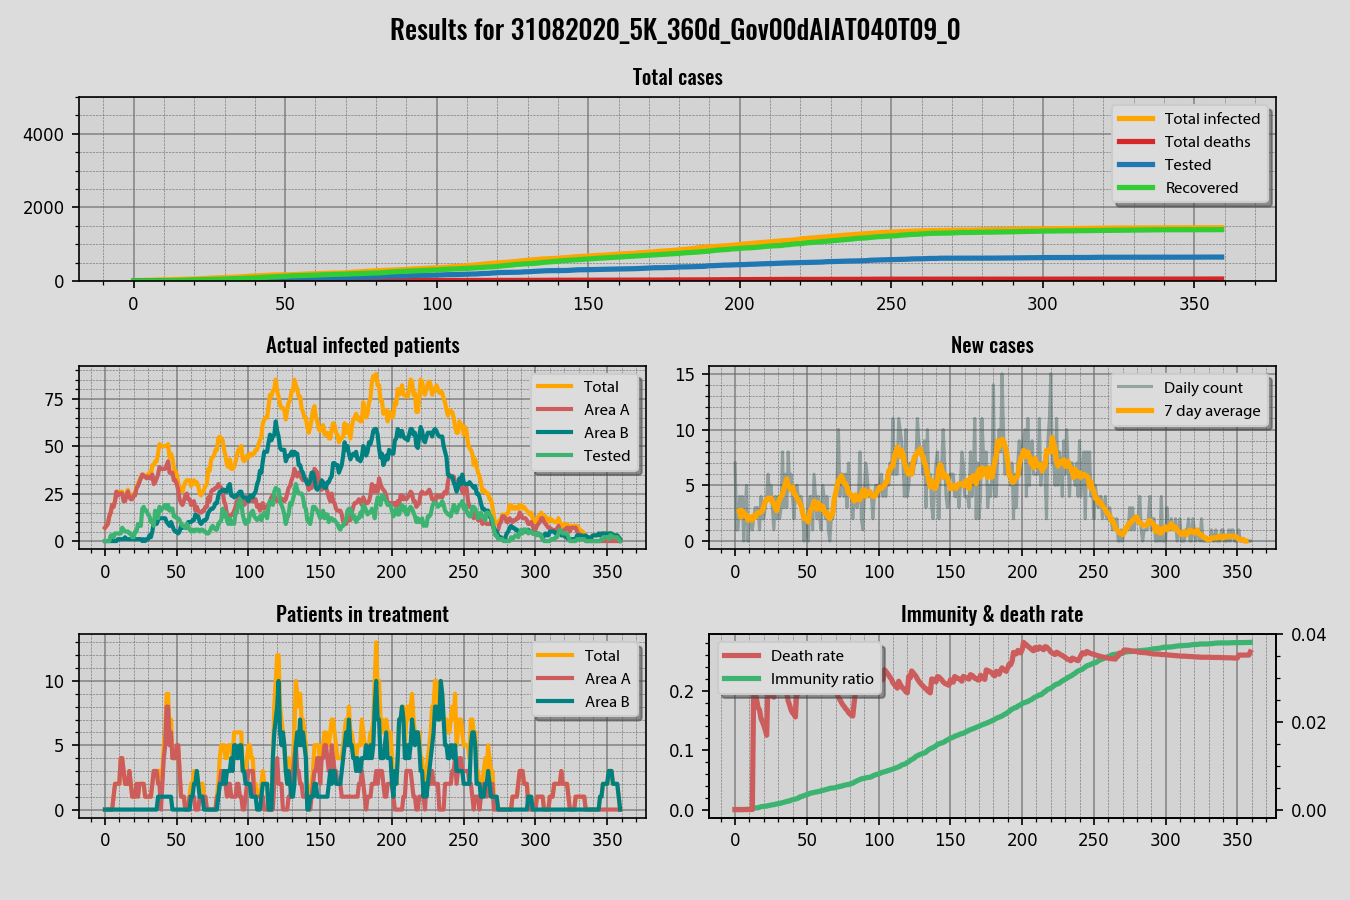 Results for 31082020_5K_360d_Gov00dAIAT040T09_0
Total cases
4000
2000
0
0 50 100 150 200 250 300 350
Total infected
Total deaths
Tested
Recovered
Actual infected patients
75
50
25
0
0 50 100 150 200 250 300 350
Total
Area A
Area B
Tested
New cases
15
10
5
0
0 50 100 150 200 250 300 350
Daily count
7 day average
Patients in treatment
10
5
0
0 50 100 150 200 250 300 350
Total
Area A
Area B
Immunity & death rate
0.2
0.1
0.0
0 50 100 150 200 250 300 350
0.04
0.02
0.00
Death rate
Immunity ratio